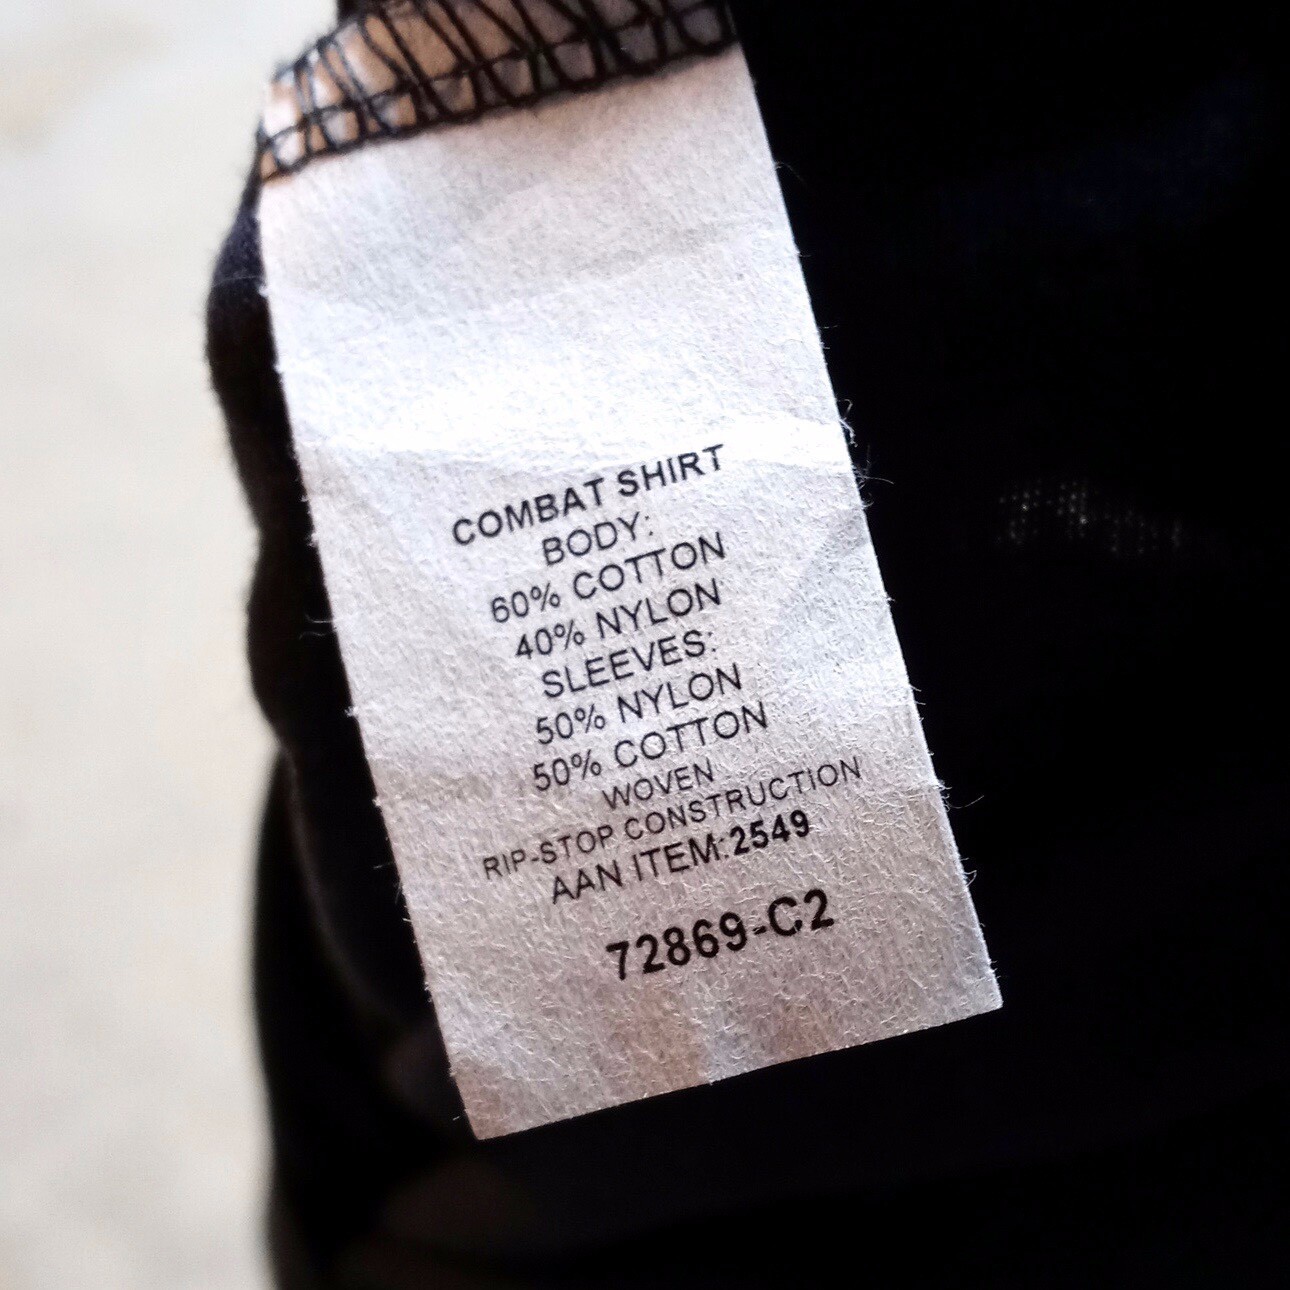 COMBAT SHIRT
BODY:
60% COTTON
40% NYLON
SLEEVES:
50% NYLON
50% COTTON
WOVEN
RIP-STOP CONSTRUCTION
AAN ITEM:2549
72869-C2